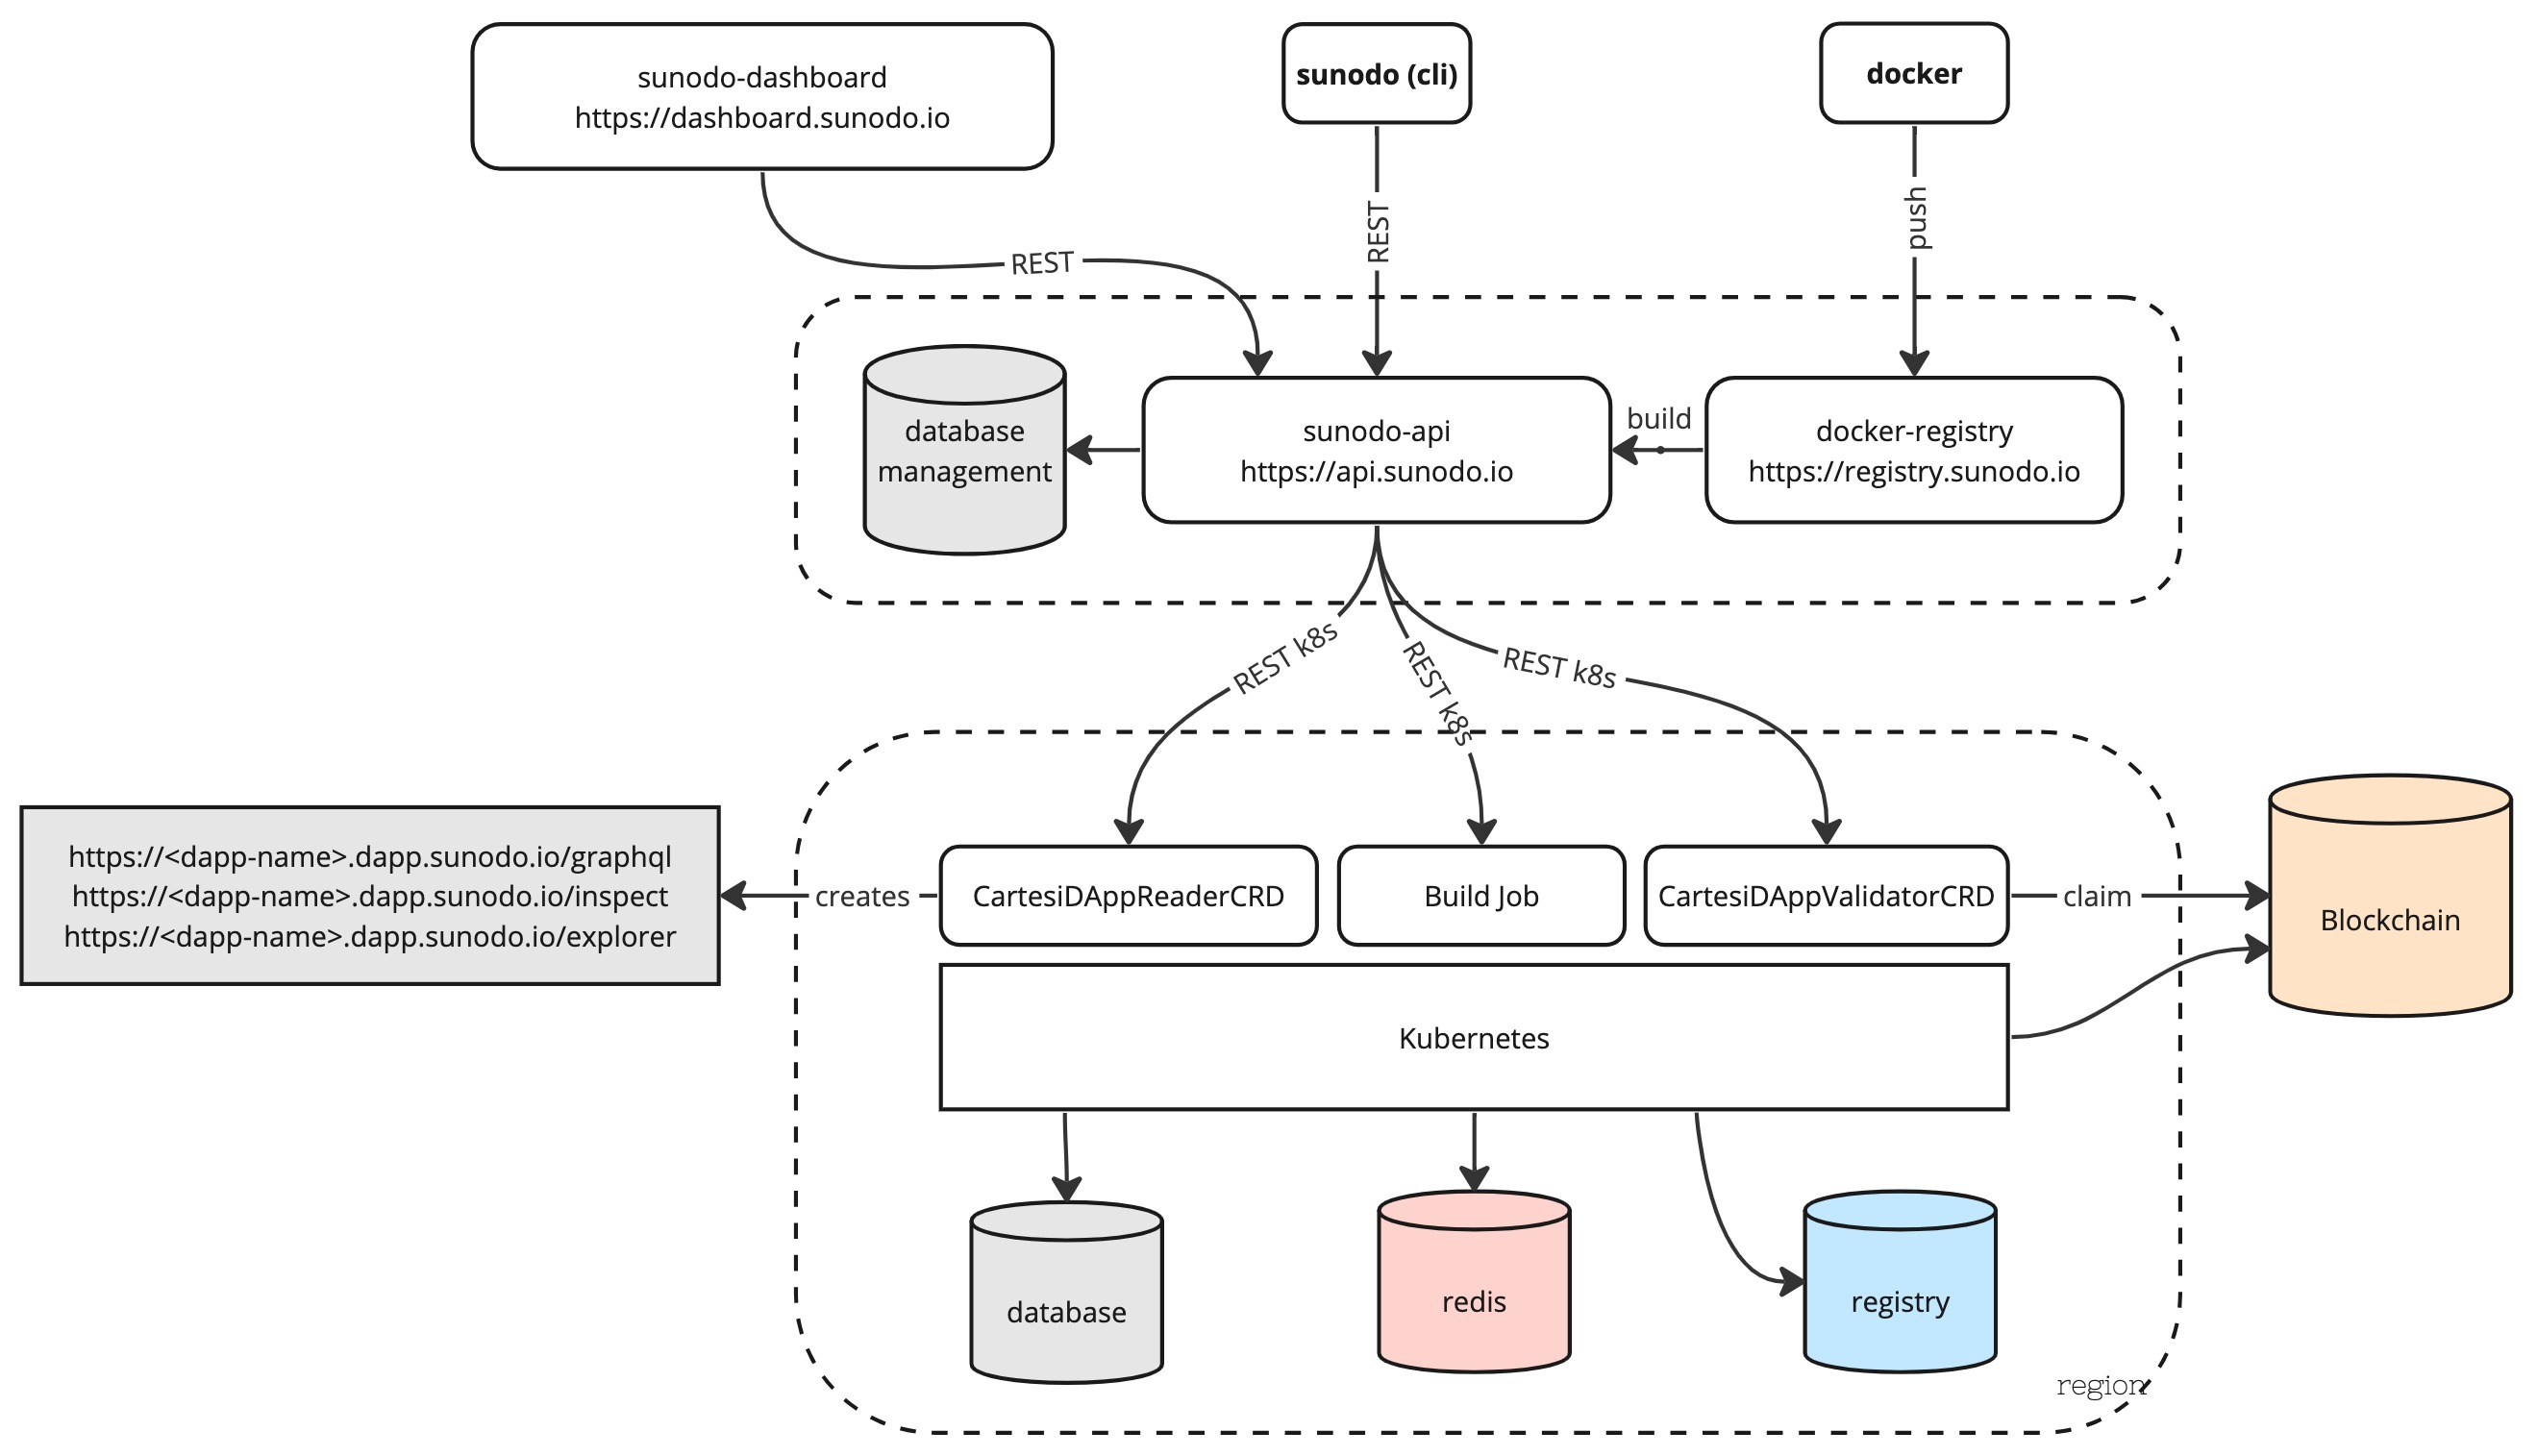 sunodo-dashboard
https://dashboard.sunodo.io
sunodo (cli)
docker
REST
REST
push
database
management
sunodo-api
https://api.sunodo.io
build
docker-registry
https://registry.sunodo.io
REST k8s
REST k8s
REST k8s
https://<dapp-name>.dapp.sunodo.io/graphql
https://<dapp-name>.dapp.sunodo.io/inspect
https://<dapp-name>.dapp.sunodo.io/explorer
creates
CartesiDAppReaderCRD
Build Job
CartesiDAppValidatorCRD
claim
Blockchain
Kubernetes
database
redis
registry
region